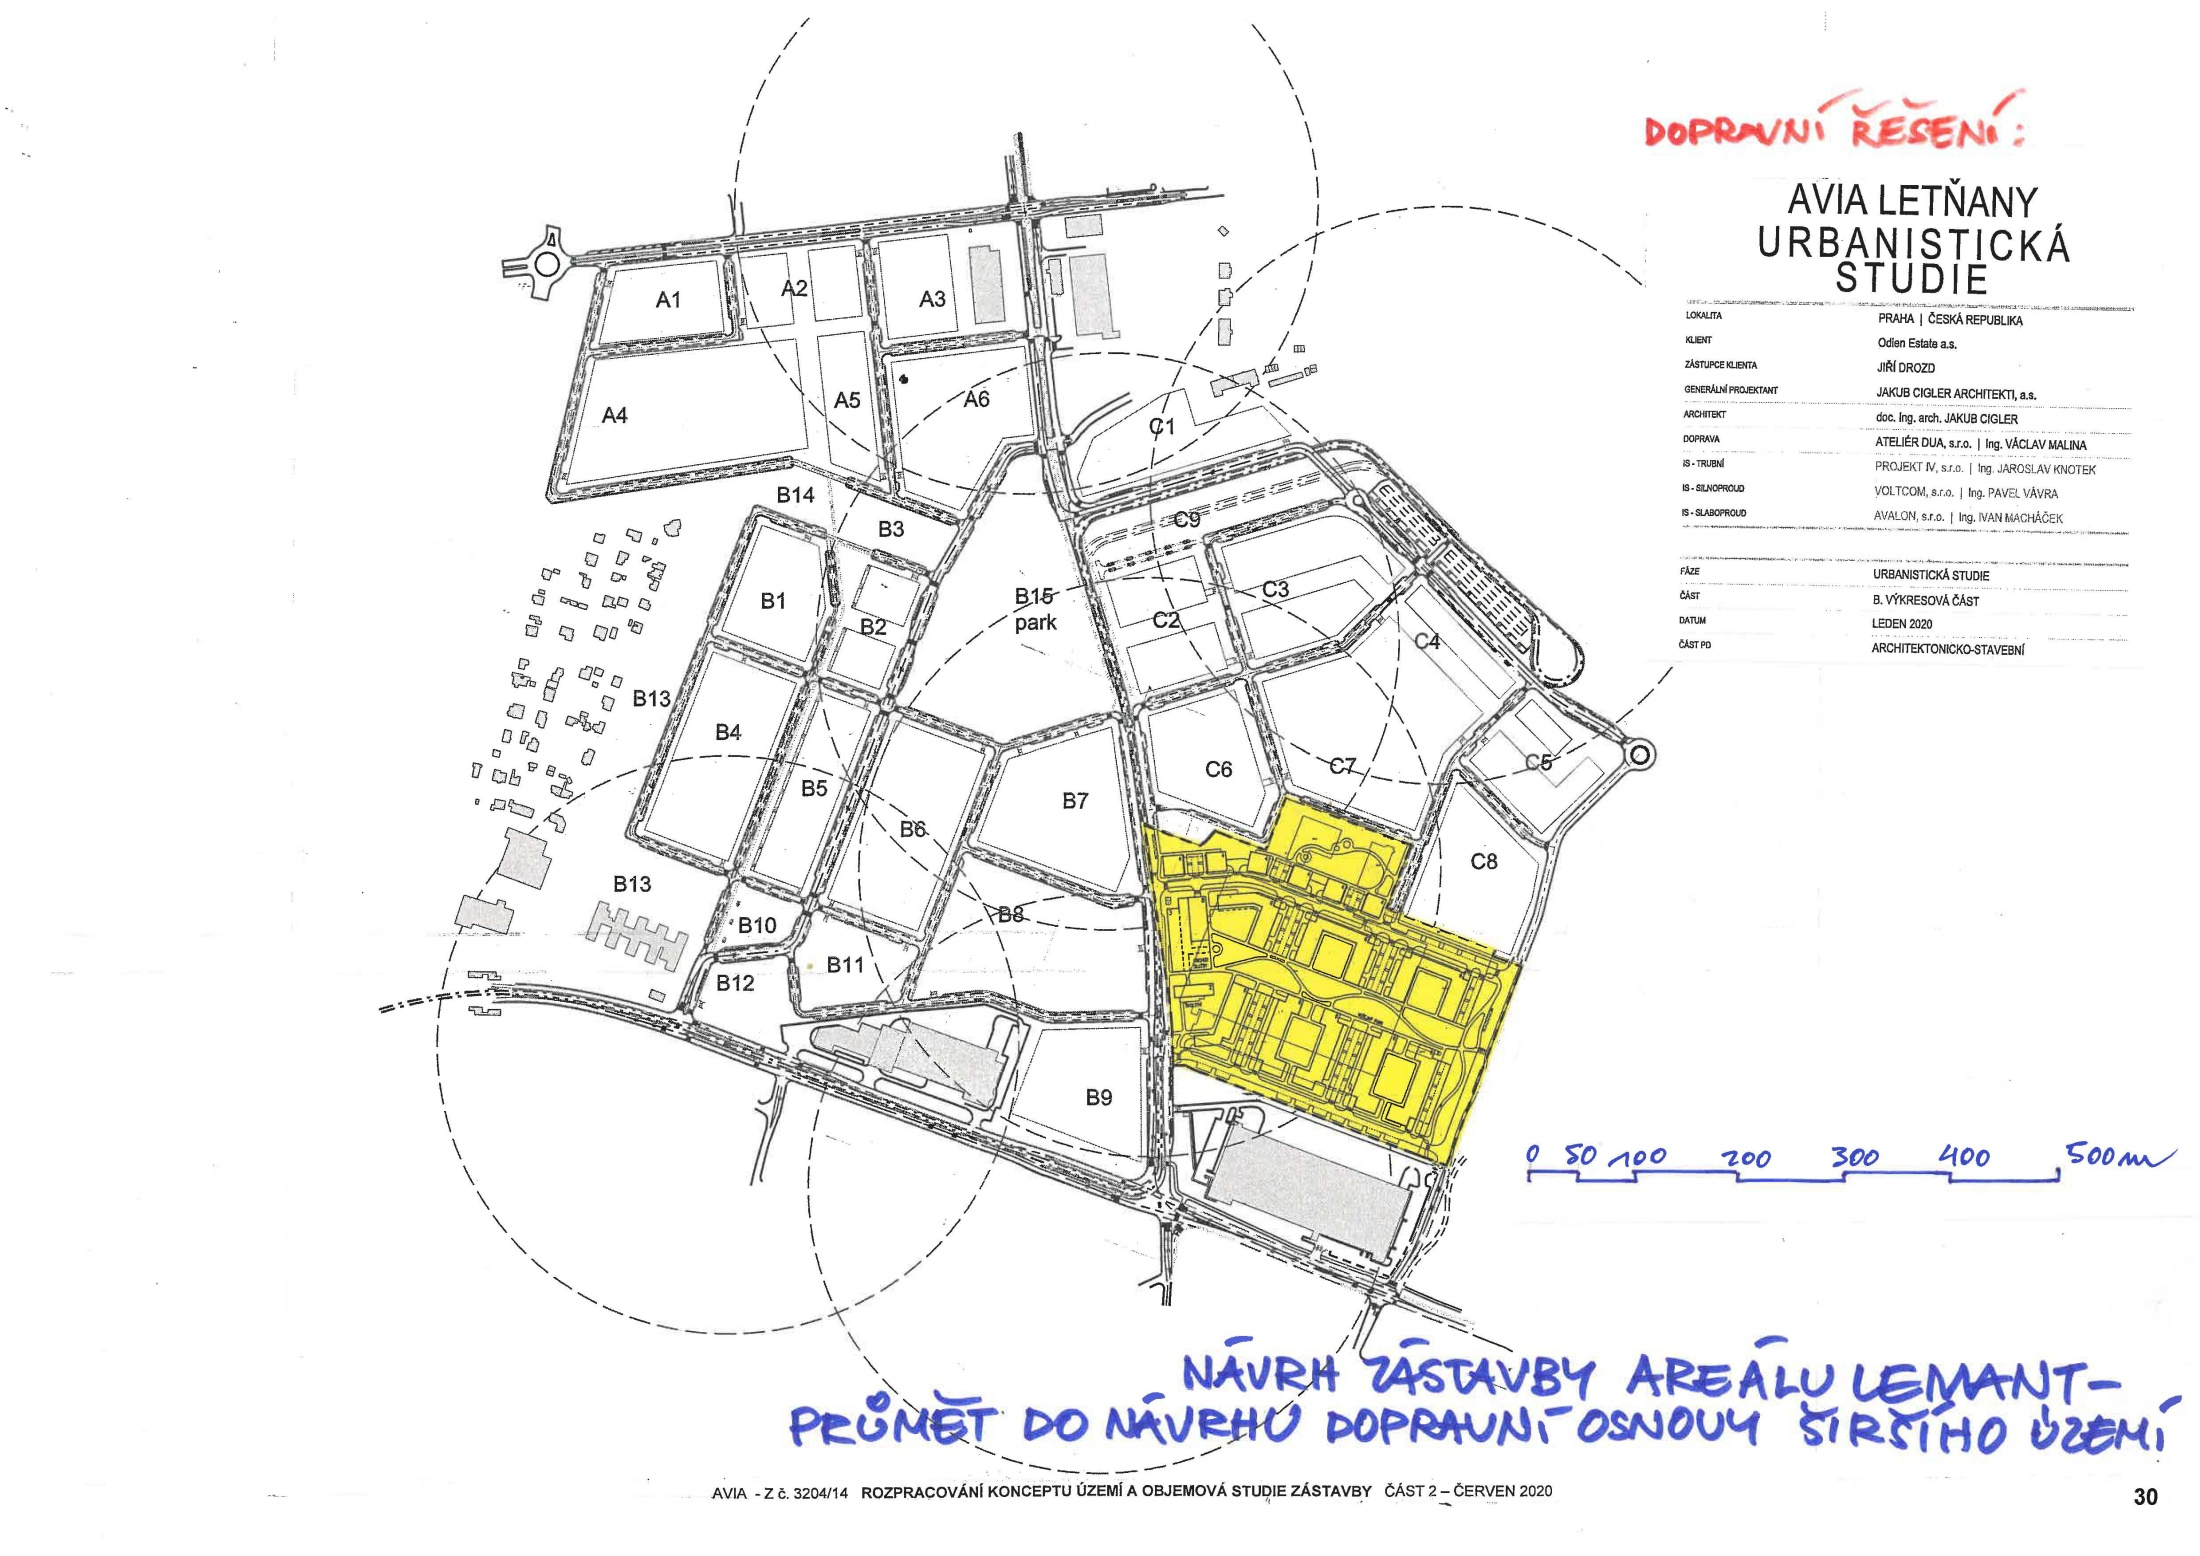 DOPRAVNÍ ŘEŠENÍ:
AVIA LETŇANY
URBANISTICKÁ
STUDIE
LOKALITA PRAHA | ČESKÁ REPUBLIKA
KLIENT Odien Estate a.s.
ZÁSTUPCE KLIENTA JIŘÍ DROZD
GENERÁLNÍ PROJEKTANT JAKUB CIGLER ARCHITEKTI, a.s.
ARCHITEKT doc. Ing. arch. JAKUB CIGLER
DOPRAVA ATELIÉR DUA, s.r.o. | Ing. VÁCLAV MALINA
IS - TRUBNÍ PROJEKT IV, s.r.o. | Ing. JAROSLAV KNOTEK
IS - SILNOPROUD VOLTCOM, s.r.o. | Ing. PAVEL VÁVRA
IS - SLABOPROUD AVALON, s.r.o. | Ing. IVAN MACHÁČEK
FÁZE URBANISTICKÁ STUDIE
ČÁST B. VÝKRESOVÁ ČÁST
DATUM LEDEN 2020
ČÁST PD ARCHITEKTONICKO-STAVEBNÍ
A1
A2
A3
A4
A5
A6
C1
B14
B3
C9
B1
B2
B15
park
C2
C3
C4
B13
B4
B5
B6
B7
C6
C7
C5
C8
B13
B10
B8
B11
B12
B9
0 50 100 200 300 400 500m
NÁVRH ZÁSTAVBY AREÁLU LEMANT-
PRŮMĚT DO NÁVRHU DOPRAVNÍ OSNOVY ŠIRŠÍHO ÚZEMÍ
AVIA - Z č. 3204/14 ROZPRACOVÁNÍ KONCEPTU ÚZEMÍ A OBJEMOVÁ STUDIE ZÁSTAVBY ČÁST 2 – ČERVEN 2020
30